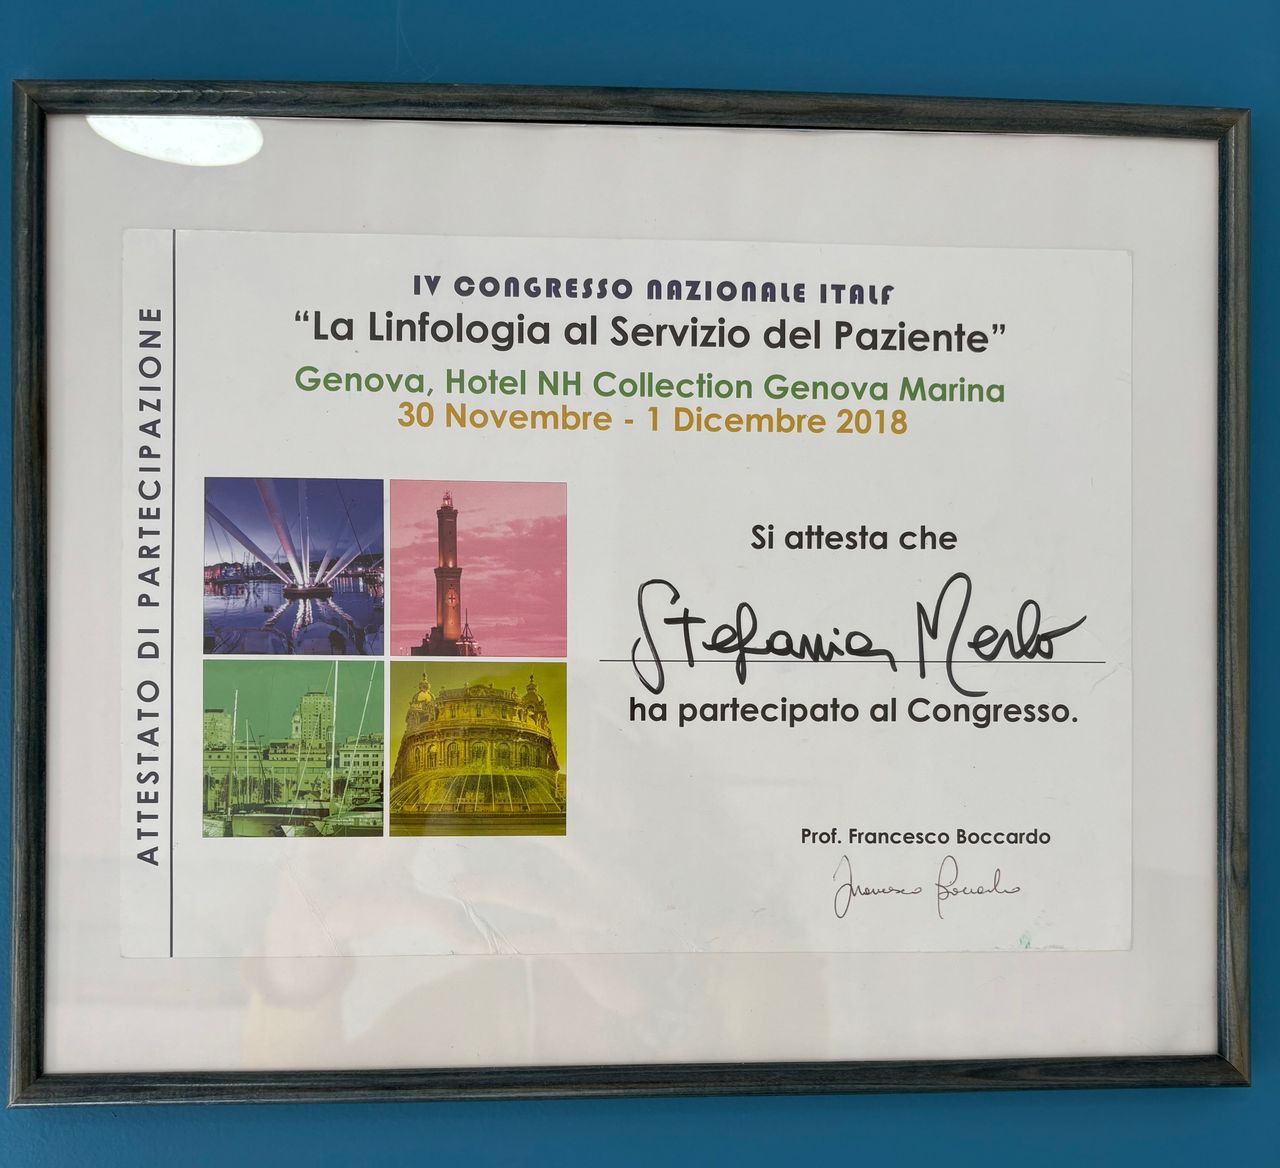 ATTESTATO DI PARTECIPAZIONE
IV CONGRESSO NAZIONALE ITALF
“La Linfologia al Servizio del Paziente”
Genova, Hotel NH Collection Genova Marina
30 Novembre - 1 Dicembre 2018
Si attesta che
Stefania Merlo
ha partecipato al Congresso.
Prof. Francesco Boccardo
Francesco Boccardo